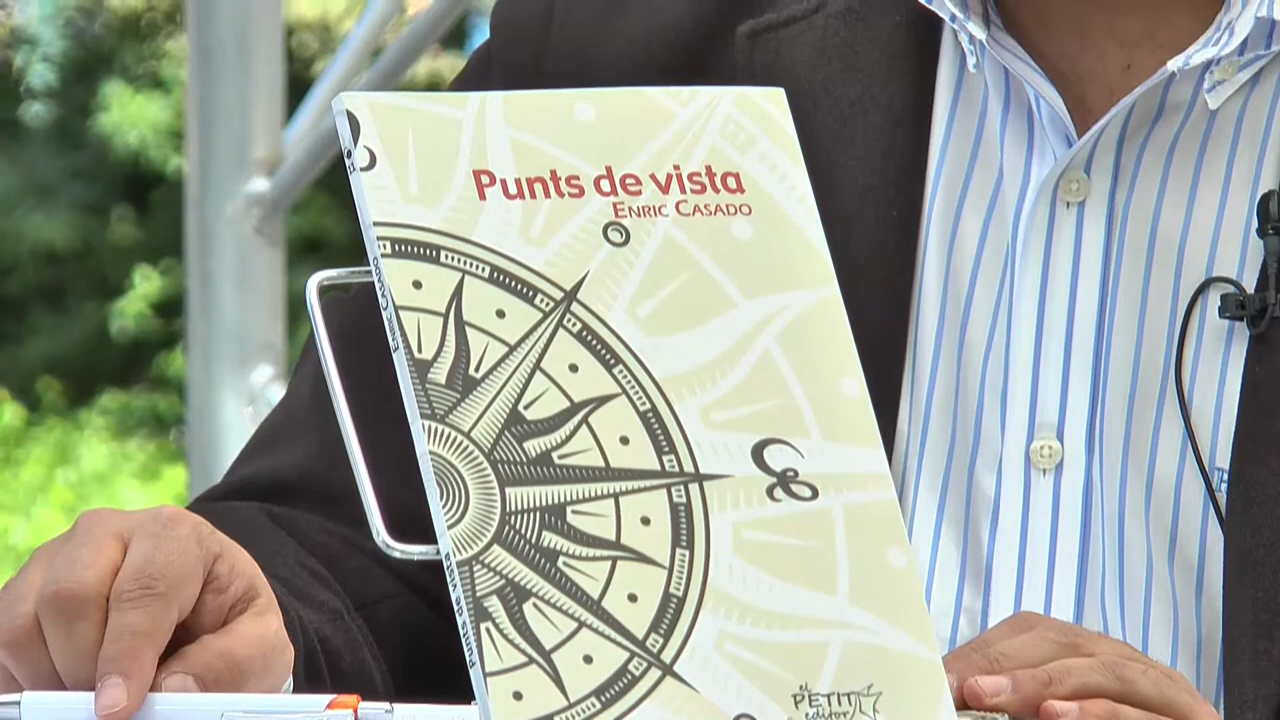 Punts de vista
ENRIC CASADO
ENRIC CASADO
Punts de vista
el
PETIT
editor